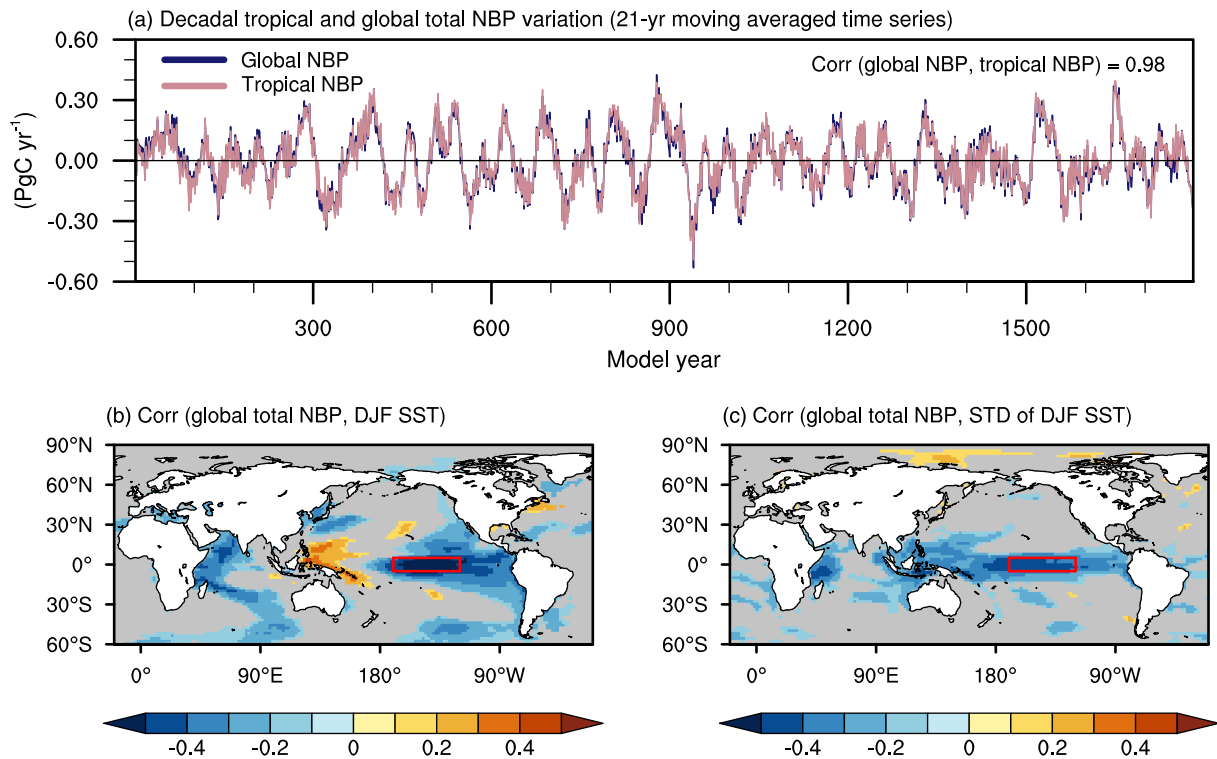 (a) Decadal tropical and global total NBP variation (21-yr moving averaged time series)
0.60
0.30
0.00
-0.30
-0.60
(PgC yr-1)
Global NBP
Tropical NBP
Corr (global NBP, tropical NBP) = 0.98
300 600 900 1200 1500
Model year
(b) Corr (global total NBP, DJF SST)
90°N
60°N
30°N
0°
30°S
60°S
0° 90°E 180° 90°W
-0.4 -0.2 0 0.2 0.4
(c) Corr (global total NBP, STD of DJF SST)
90°N
60°N
30°N
0°
30°S
60°S
0° 90°E 180° 90°W
-0.4 -0.2 0 0.2 0.4